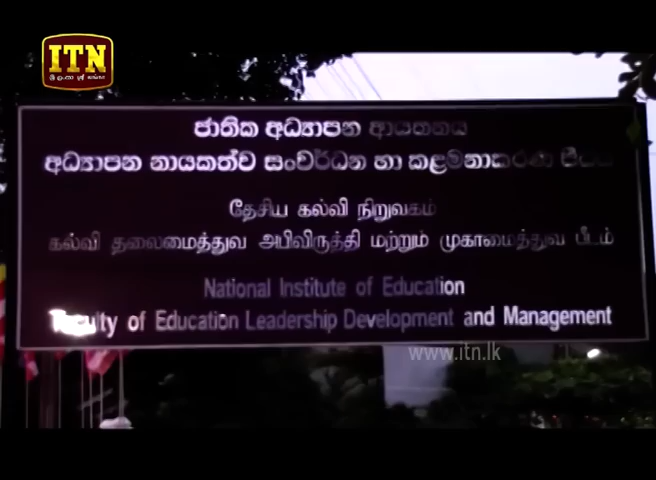 ITN
ජාතික අධ්‍යාපන ආයතනය
අධ්‍යාපන නායකත්ව සංවර්ධන හා කළමනාකරණ පීඨය
தேசிய கல்வி நிறுவகம்
கல்வி தலைமைத்துவ அபிவிருத்தி மற்றும் முகாமைத்துவ பீடம்
National Institute of Education
Faculty of Education Leadership Development and Management
www.itn.lk